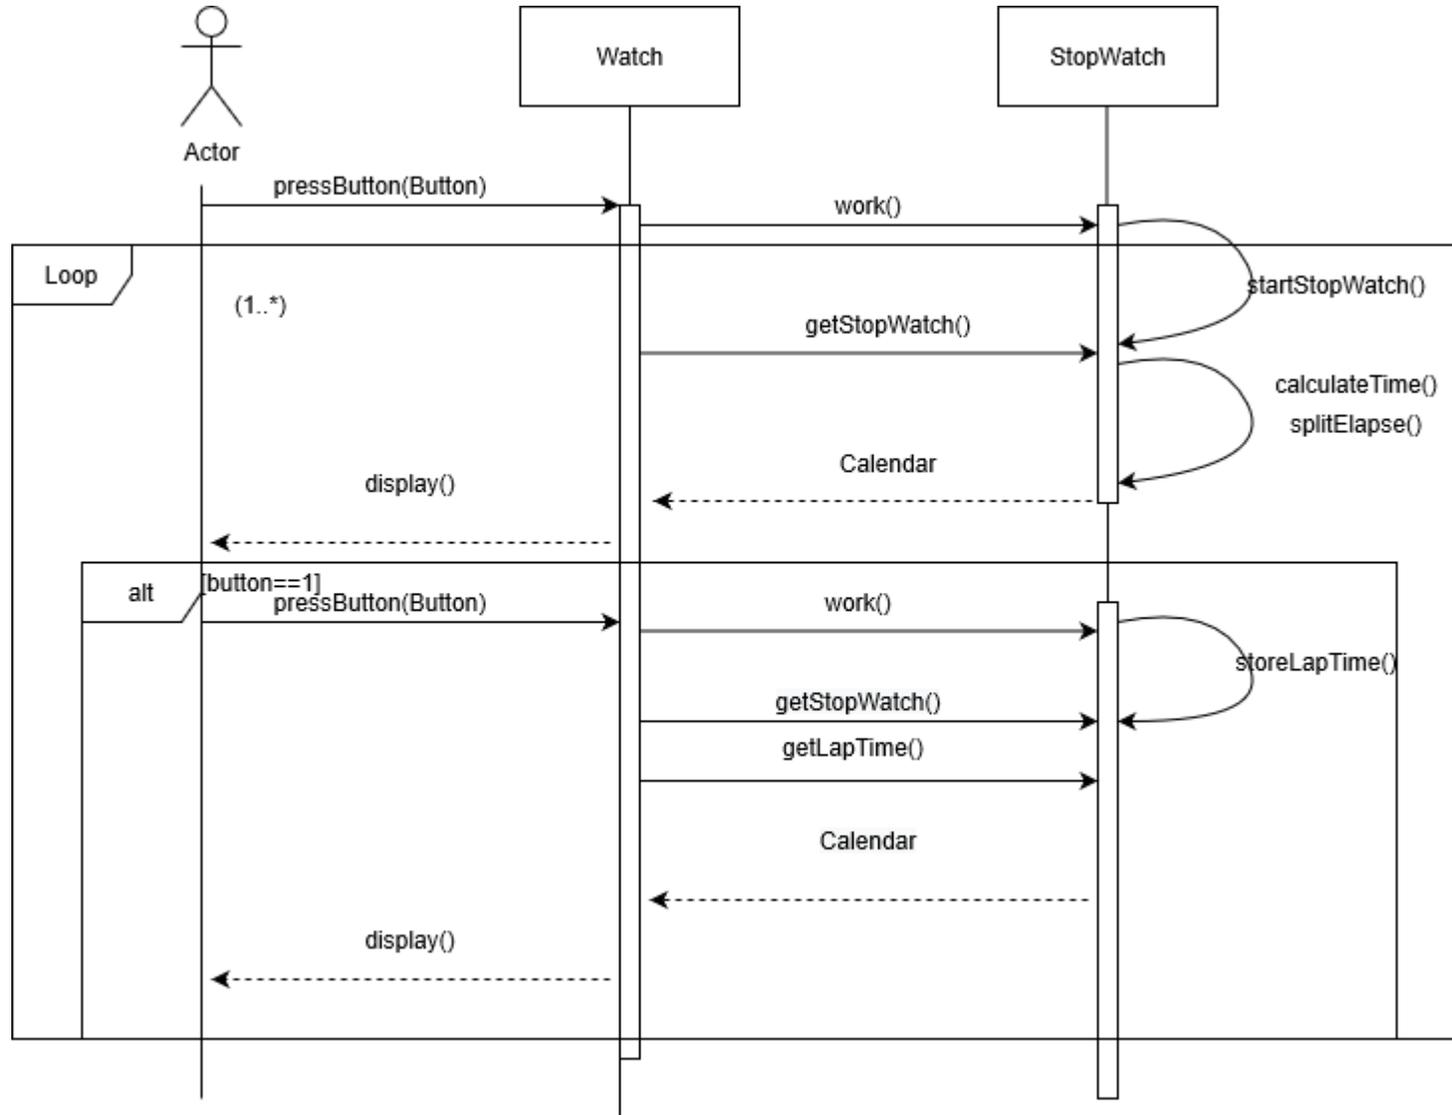 Watch
StopWatch
Actor
pressButton(Button)
work()
Loop
startStopWatch()
(1..*)
getStopWatch()
calculateTime()
splitElapse()
Calendar
display()
alt
[button==1]
pressButton(Button)
work()
storeLapTime()
getStopWatch()
getLapTime()
Calendar
display()